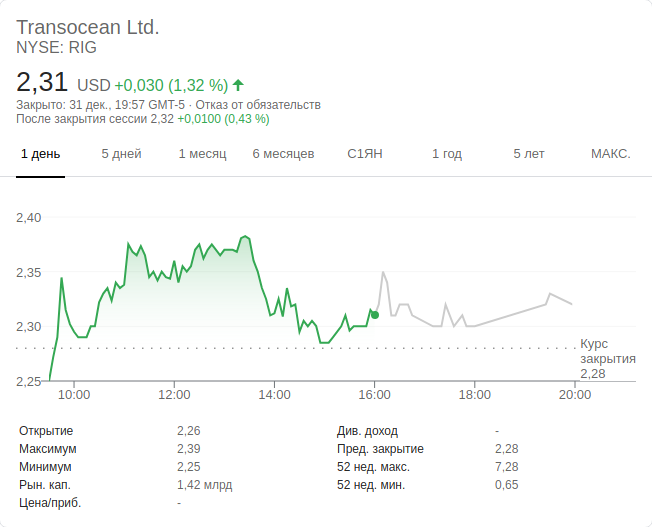 Transocean Ltd.
NYSE: RIG
2,31 USD +0,030 (1,32 %)
Закрыто: 31 дек., 19:57 GMT-5 · Отказ от обязательств
После закрытия сессии 2,32 +0,0100 (0,43 %)
1 день 5 дней 1 месяц 6 месяцев С1ЯН 1 год 5 лет МАКС.
2,40
2,35
2,30
2,25
Курс
закрытия
2,28
10:00 12:00 14:00 16:00 18:00 20:00
Открытие 2,26 Див. доход -
Максимум 2,39 Пред. закрытие 2,28
Минимум 2,25 52 нед. макс. 7,28
Рын. кап. 1,42 млрд 52 нед. мин. 0,65
Цена/приб. -